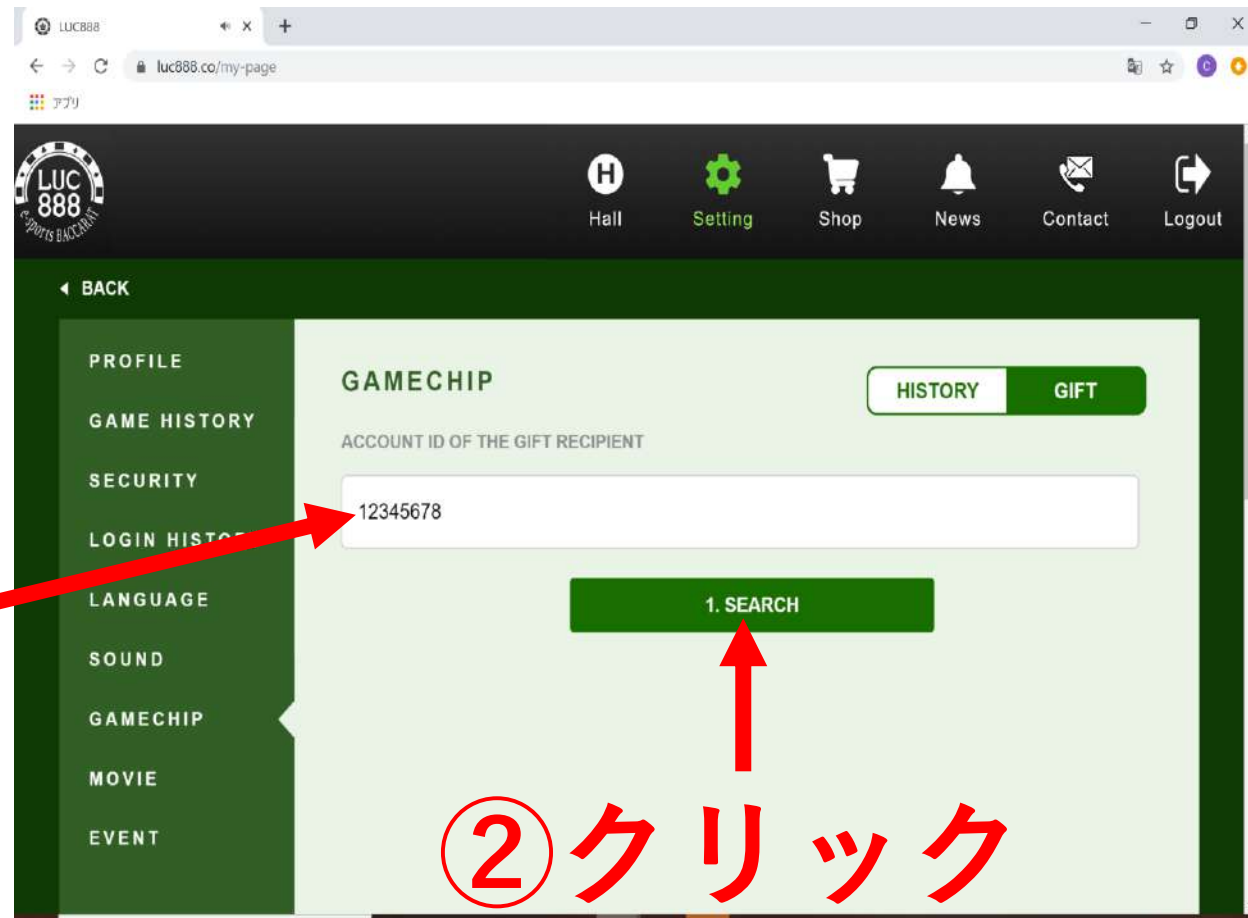 LUC888
luc888.co/my-page
アプリ
LUC
888
e-SPORTS BACCARAT
H
Hall
Setting
Shop
News
Contact
Logout
BACK
PROFILE
GAME HISTORY
SECURITY
LOGIN HISTO
LANGUAGE
SOUND
GAMECHIP
MOVIE
EVENT
GAMECHIP
HISTORY
GIFT
ACCOUNT ID OF THE GIFT RECIPIENT
12345678
1. SEARCH
②クリック